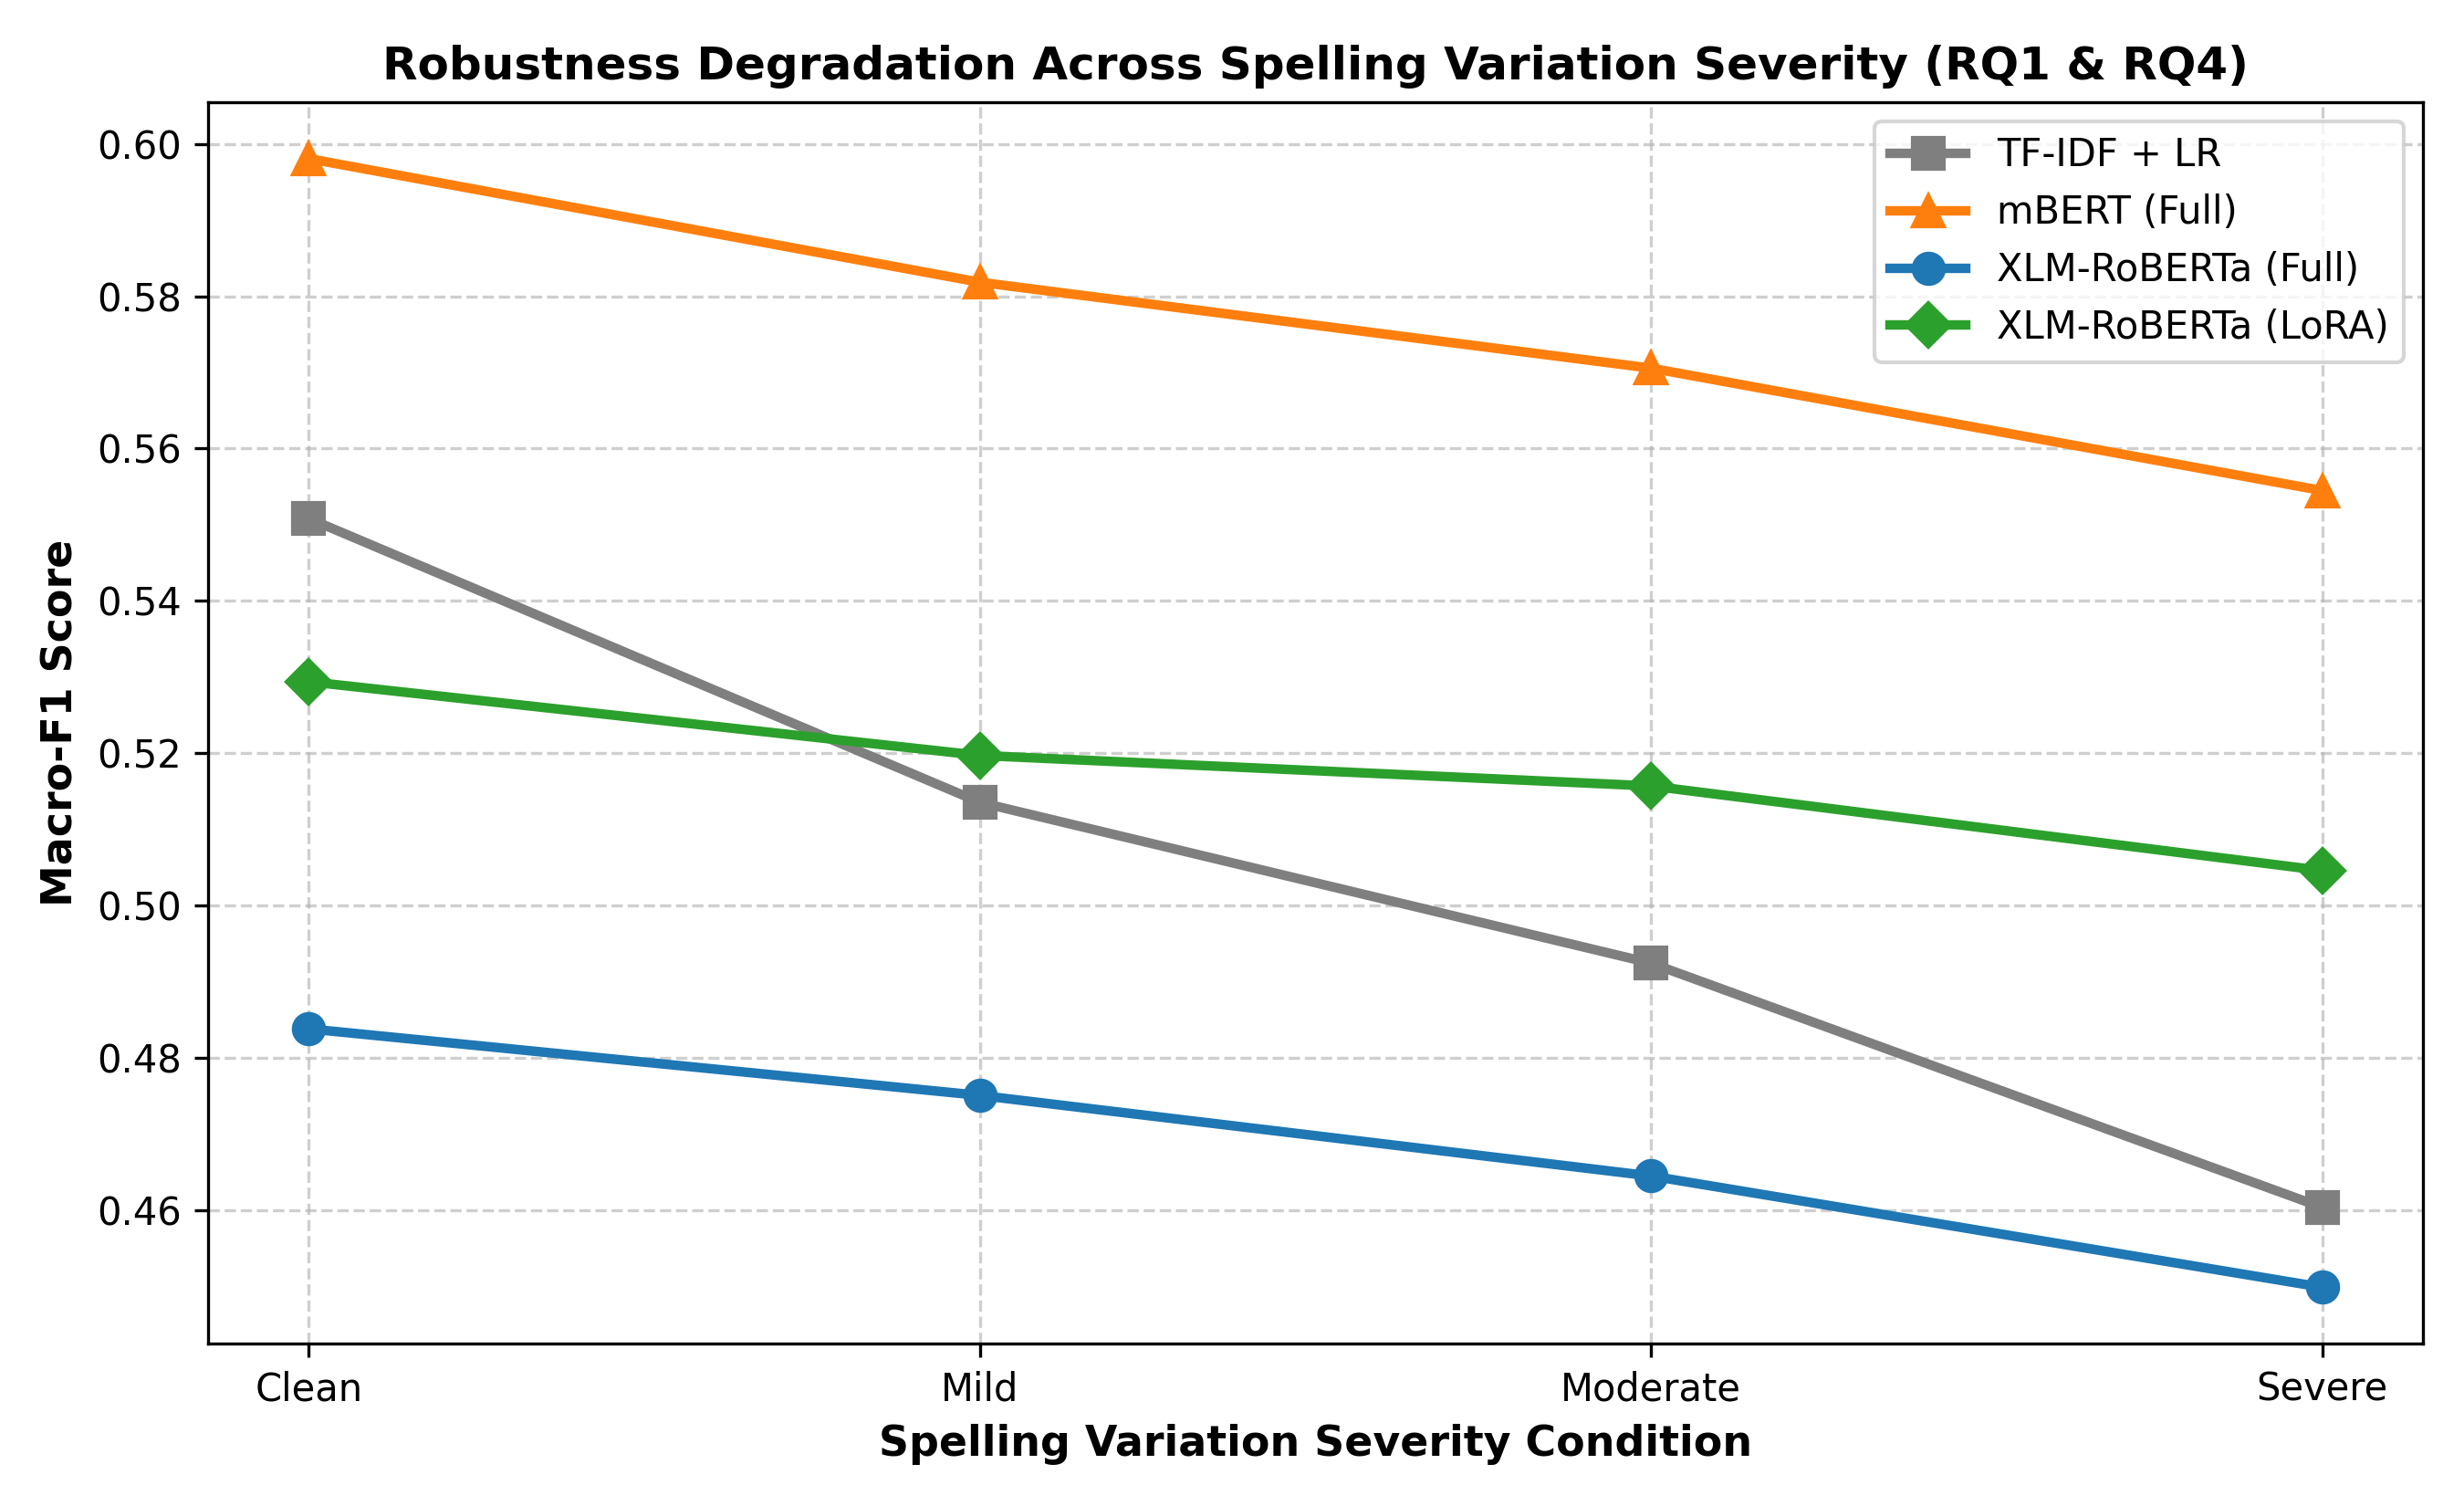 Robustness Degradation Across Spelling Variation Severity (RQ1 & RQ4)
TF-IDF + LR
mBERT (Full)
XLM-RoBERTa (Full)
XLM-RoBERTa (LoRA)
Macro-F1 Score
0.60
0.58
0.56
0.54
0.52
0.50
0.48
0.46
Clean Mild Moderate Severe
Spelling Variation Severity Condition